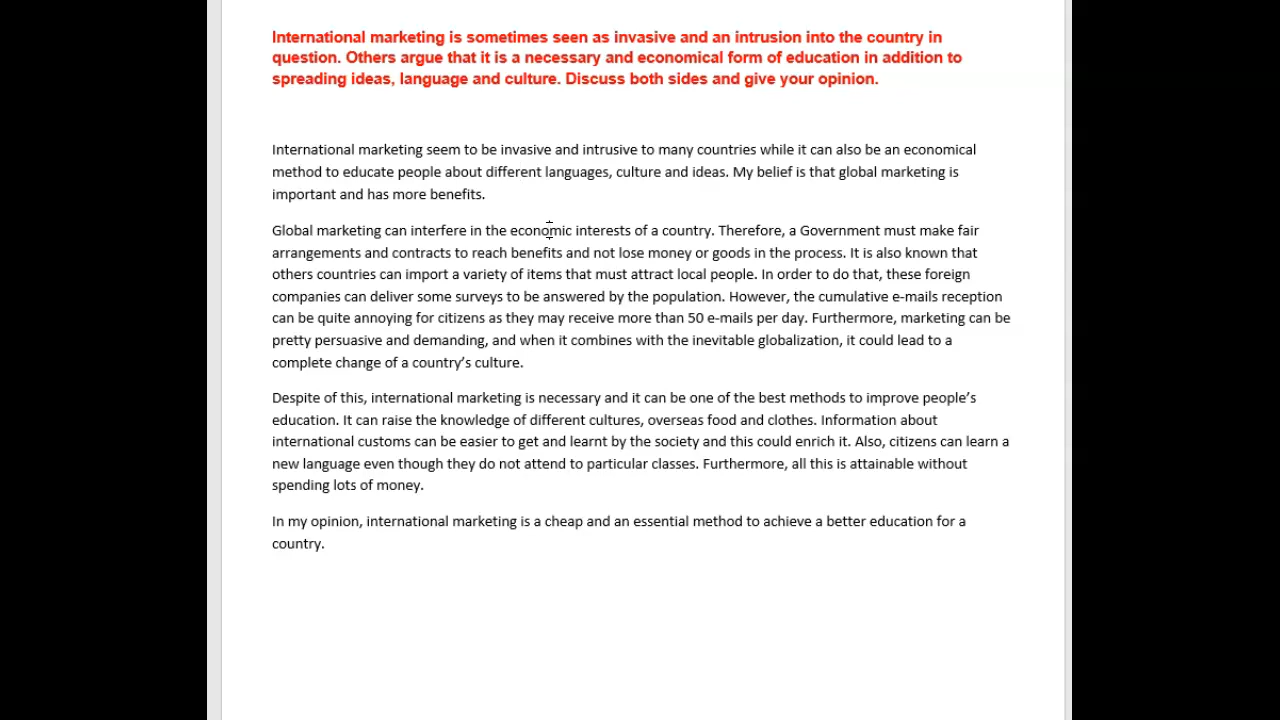 International marketing is sometimes seen as invasive and an intrusion into the country in
question. Others argue that it is a necessary and economical form of education in addition to
spreading ideas, language and culture. Discuss both sides and give your opinion.
International marketing seem to be invasive and intrusive to many countries while it can also be an economical
method to educate people about different languages, culture and ideas. My belief is that global marketing is
important and has more benefits.
Global marketing can interfere in the economic interests of a country. Therefore, a Government must make fair
arrangements and contracts to reach benefits and not lose money or goods in the process. It is also known that
others countries can import a variety of items that must attract local people. In order to do that, these foreign
companies can deliver some surveys to be answered by the population. However, the cumulative e-mails reception
can be quite annoying for citizens as they may receive more than 50 e-mails per day. Furthermore, marketing can be
pretty persuasive and demanding, and when it combines with the inevitable globalization, it could lead to a
complete change of a country’s culture.
Despite of this, international marketing is necessary and it can be one of the best methods to improve people’s
education. It can raise the knowledge of different cultures, overseas food and clothes. Information about
international customs can be easier to get and learnt by the society and this could enrich it. Also, citizens can learn a
new language even though they do not attend to particular classes. Furthermore, all this is attainable without
spending lots of money.
In my opinion, international marketing is a cheap and an essential method to achieve a better education for a
country.